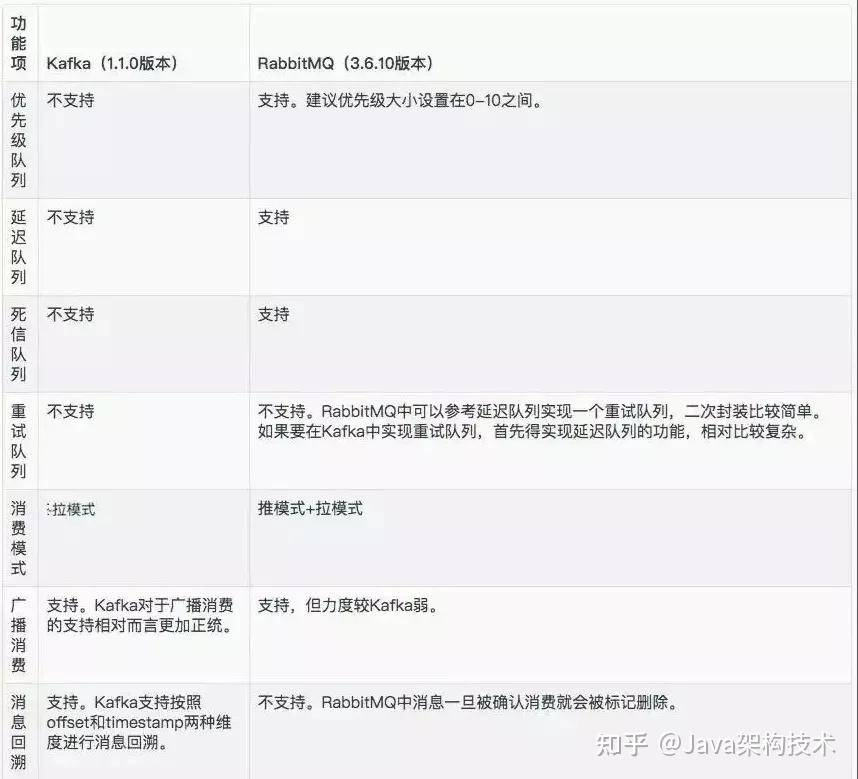 功能项
Kafka（1.1.0版本）
RabbitMQ（3.6.10版本）
优先级队列
不支持
支持。建议优先级大小设置在0–10之间。
延迟队列
不支持
支持
死信队列
不支持
支持
重试队列
不支持
不支持。RabbitMQ中可以参考延迟队列实现一个重试队列，二次封装比较简单。
如果要在Kafka中实现重试队列，首先得实现延迟队列的功能，相对比较复杂。
消费模式
拉模式
推模式+拉模式
广播消费
支持。Kafka对于广播消费
的支持相对而言更加正统。
支持，但力度较Kafka弱。
消息回溯
支持。Kafka支持按照
offset和timestamp两种维
度进行消息回溯。
不支持。RabbitMQ中消息一旦被确认消费就会被标记删除。
知乎 @Java架构技术